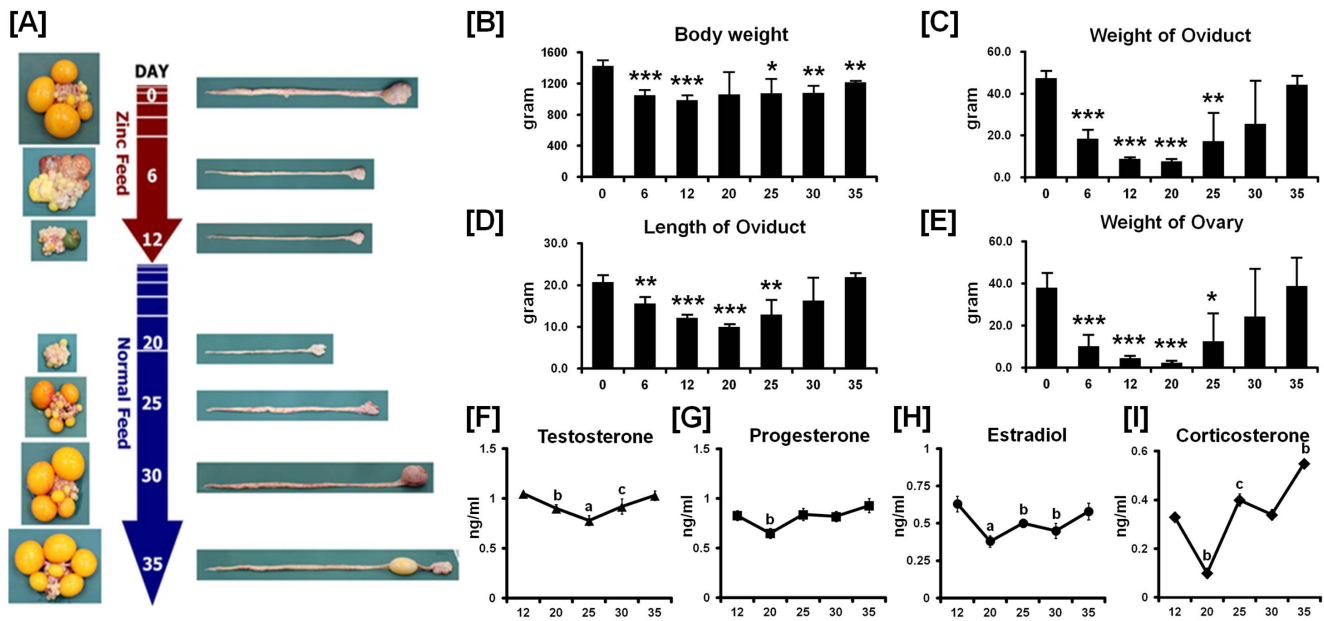 [A]
DAY
0
6
12
20
25
30
35
Zinc Feed
Normal Feed
[B]
Body weight
gram
1600
1200
800
400
0
***
***
*
**
**
0 6 12 20 25 30 35
[C]
Weight of Oviduct
gram
60.0
40.0
20.0
0.0
***
***
***
**
0 6 12 20 25 30 35
[D]
Length of Oviduct
gram
30.0
20.0
10.0
0.0
**
***
***
**
0 6 12 20 25 30 35
[E]
Weight of Ovary
gram
60.0
40.0
20.0
0.0
***
***
***
*
0 6 12 20 25 30 35
[F]
Testosterone
ng/ml
1.5
1
0.5
0
b
a
c
12 20 25 30 35
[G]
Progesterone
1.5
1
0.5
0
b
12 20 25 30 35
[H]
Estradiol
ng/ml
1
0.75
0.5
0.25
0
a
b
b
12 20 25 30 35
[I]
Corticosterone
ng/ml
0.6
0.4
0.2
0
b
c
b
12 20 25 30 35